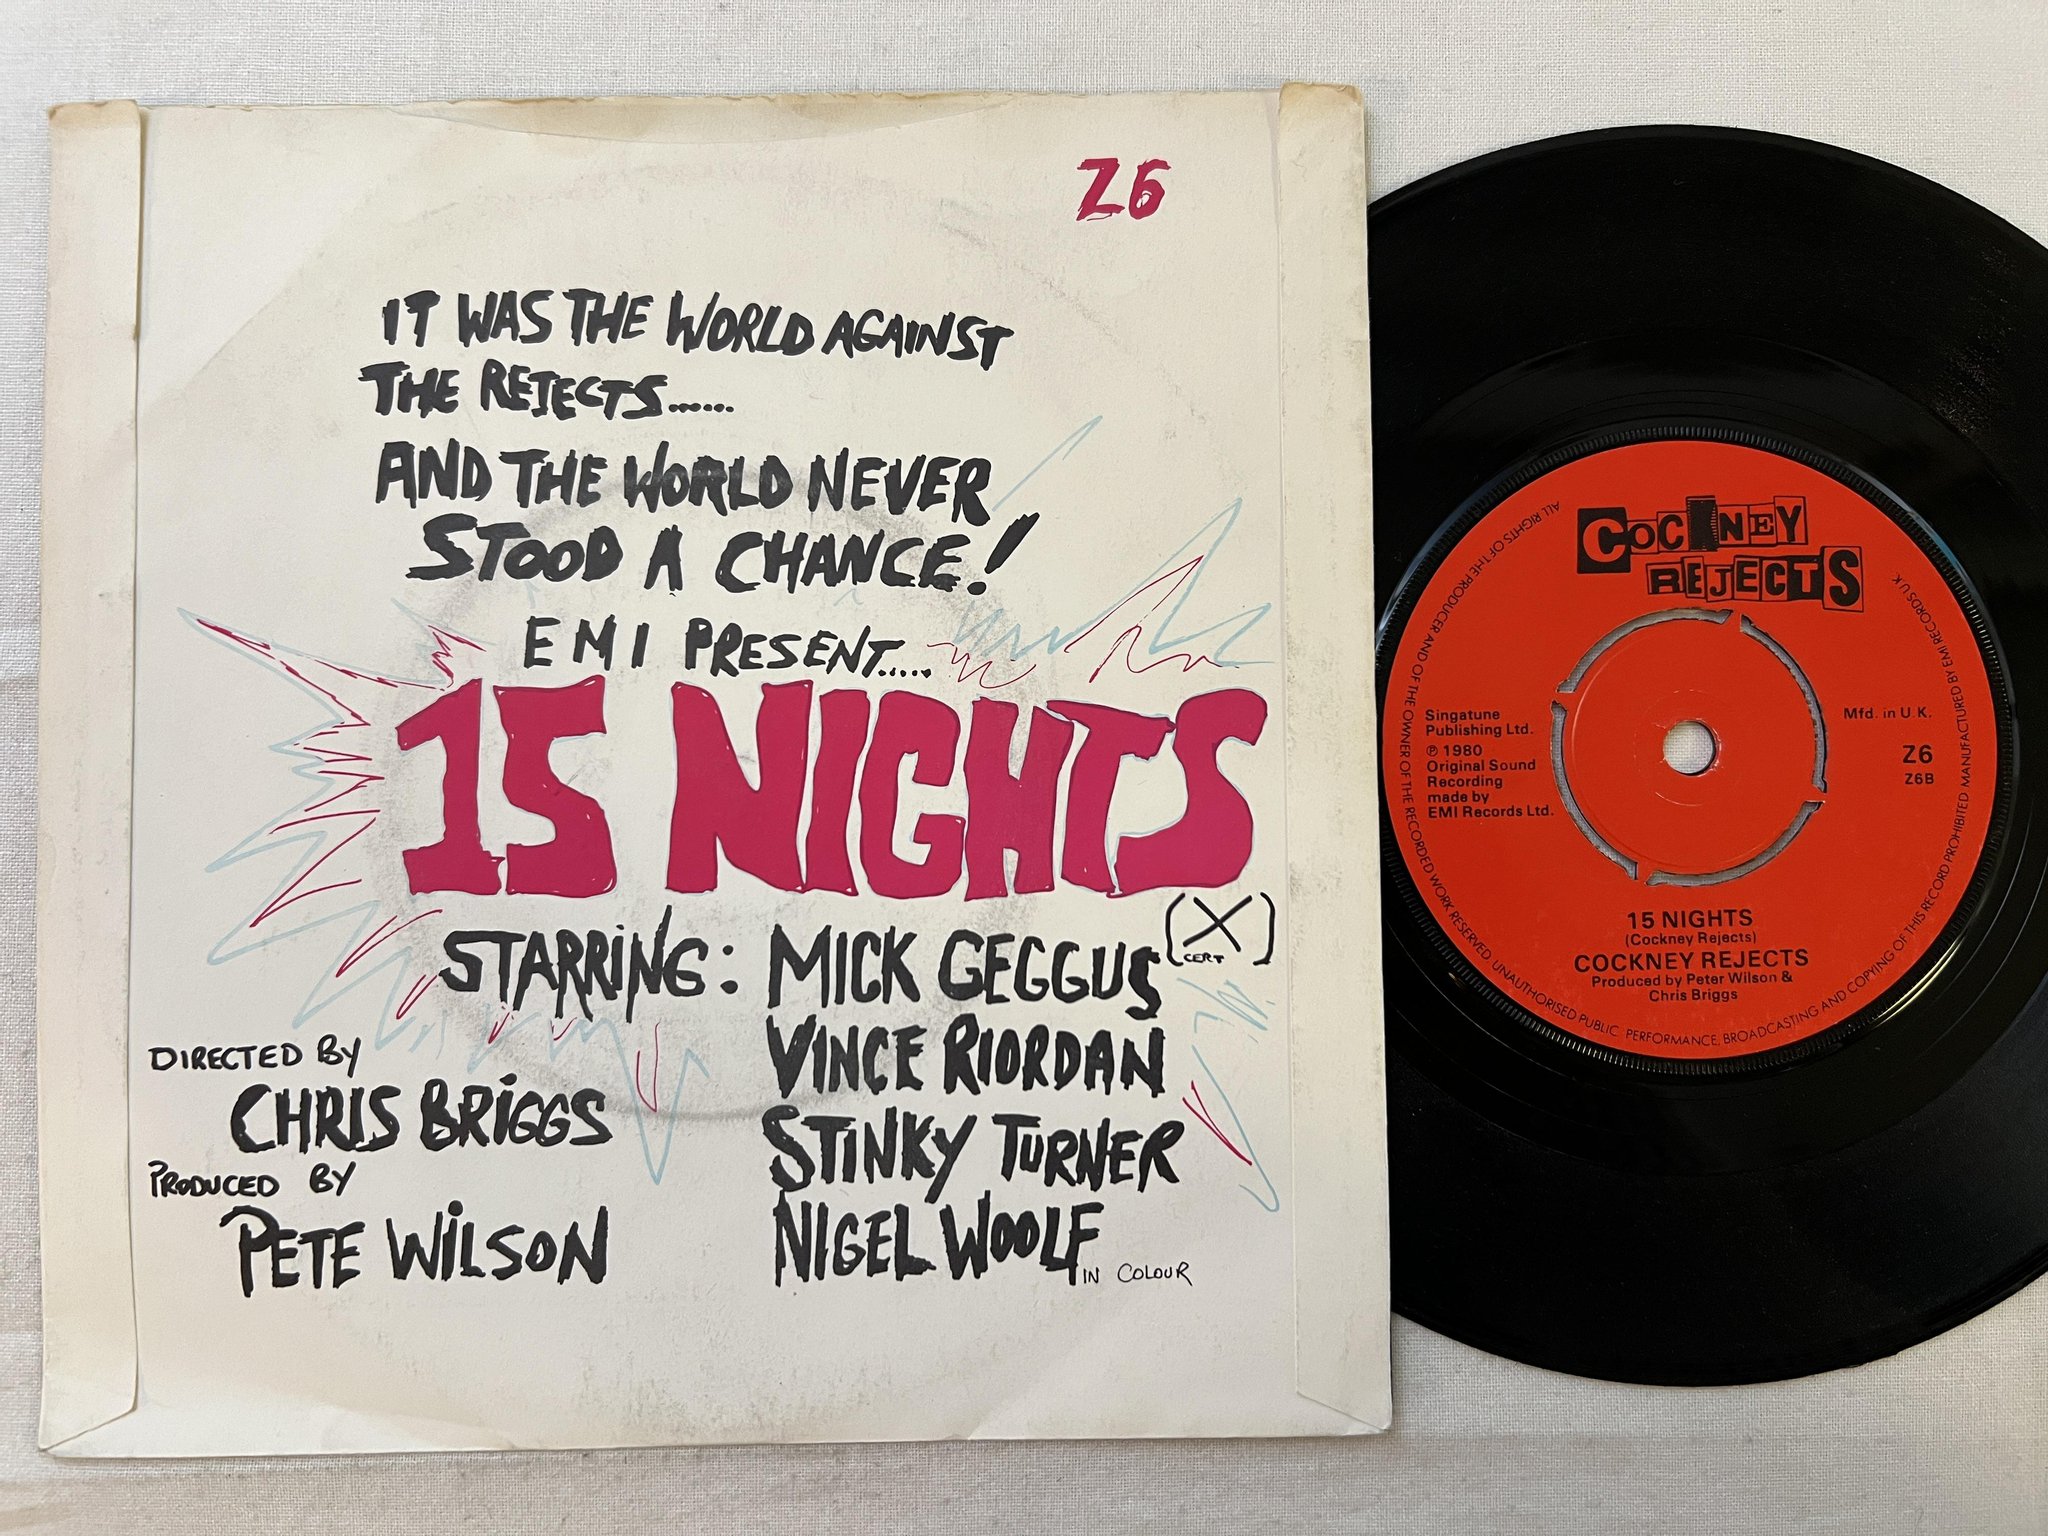 Z6
IT WAS THE WORLD AGAINST
THE REJECTS......
AND THE WORLD NEVER
STOOD A CHANCE!
EMI PRESENT.....
15 NIGHTS
(X)
CERT
STARRING: MICK GEGGUS
VINCE RIORDAN
STINKY TURNER
NIGEL WOOLF
IN COLOUR
DIRECTED BY
CHRIS BRIGGS
PRODUCED BY
PETE WILSON
COCKNEY
REJECTS
ALL RIGHTS OF THE PRODUCER AND OF THE OWNER OF THE RECORDED WORK RESERVED. UNAUTHORISED PUBLIC PERFORMANCE, BROADCASTING AND COPYING OF THIS RECORD PROHIBITED MANUFACTURED BY EMI RECORDS U.K.
Singatune
Publishing Ltd.
℗ 1980
Original Sound
Recording
made by
EMI Records Ltd.
Mfd. in U.K.
Z6
Z6B
15 NIGHTS
(Cockney Rejects)
COCKNEY REJECTS
Produced by Peter Wilson &
Chris Briggs